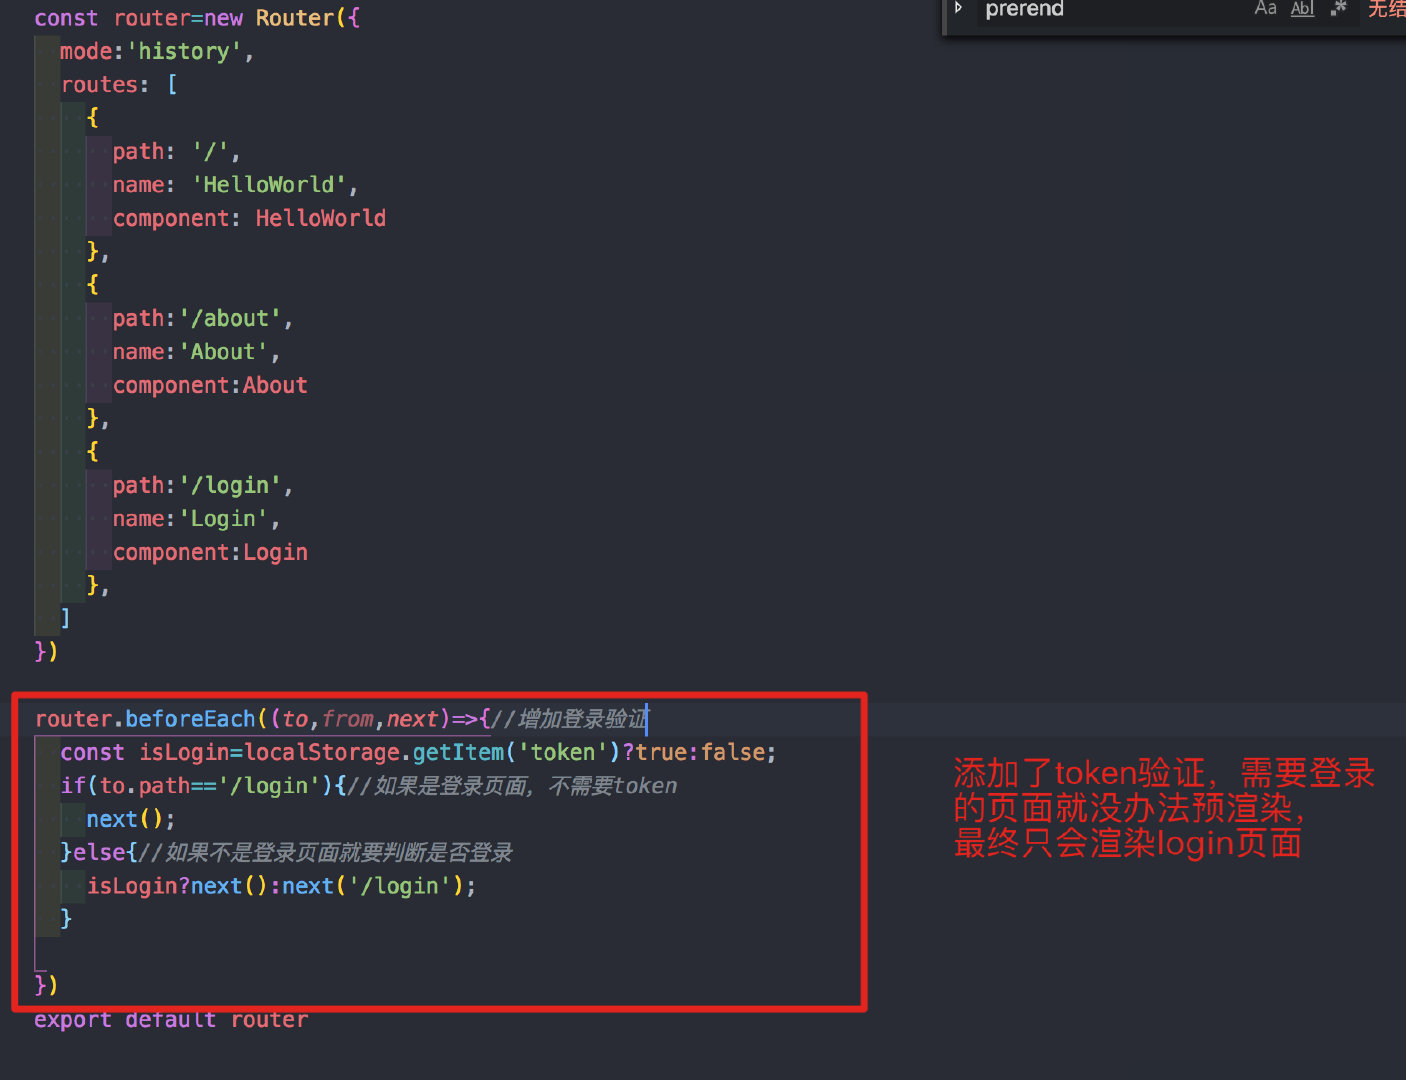 prerend
Aa Abl .* 无结
const router=new Router({
mode:'history',
routes: [
{
path: '/',
name: 'HelloWorld',
component: HelloWorld
},
{
path:'/about',
name:'About',
component:About
},
{
path:'/login',
name:'Login',
component:Login
},
]
})
router.beforeEach((to,from,next)=>{//增加登录验证
const isLogin=localStorage.getItem('token')?true:false;
if(to.path=='/login'){//如果是登录页面，不需要token
next();
}else{//如果不是登录页面就要判断是否登录
isLogin?next():next('/login');
}
})
export default router
添加了token验证，需要登录
的页面就没办法预渲染，
最终只会渲染login页面